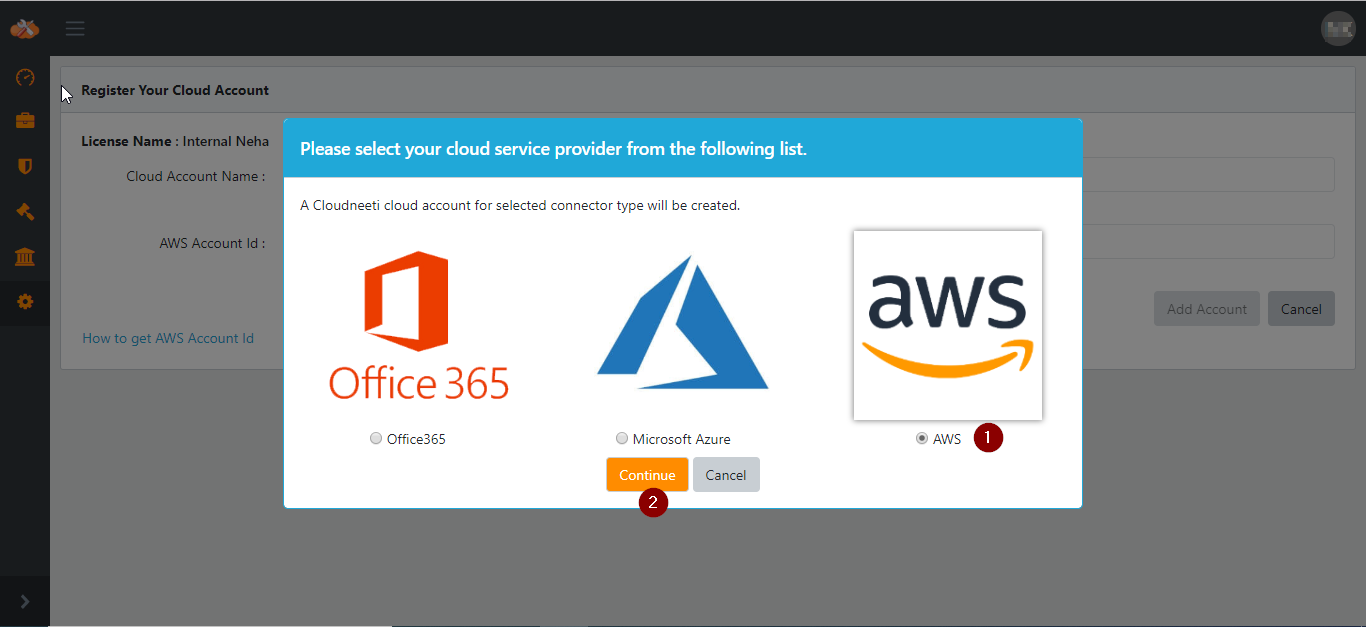 Register Your Cloud Account
License Name : Internal Neha
Cloud Account Name :
AWS Account Id :
Add Account Cancel
How to get AWS Account Id
Please select your cloud service provider from the following list.
A Cloudneeti cloud account for selected connector type will be created.
Office 365
aws
Office365 Microsoft Azure AWS 1
Continue Cancel
2